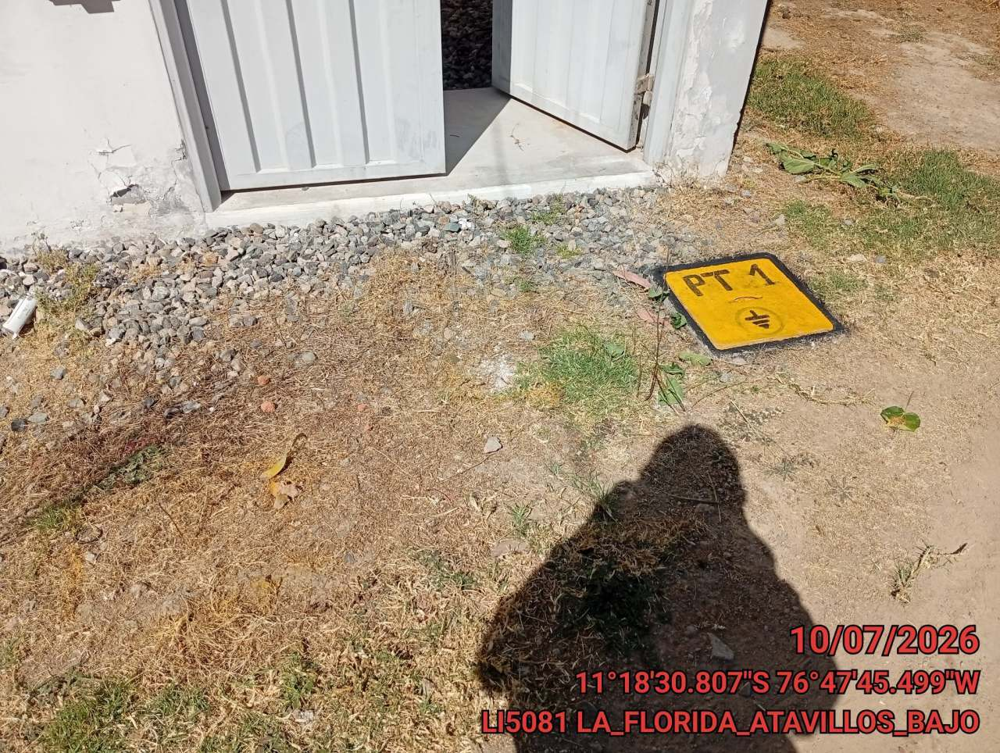 PT 1
10/07/2026
11°18'30.807"S 76°47'45.499"W
LI5081 LA_FLORIDA_ATAVILLOS_BAJO